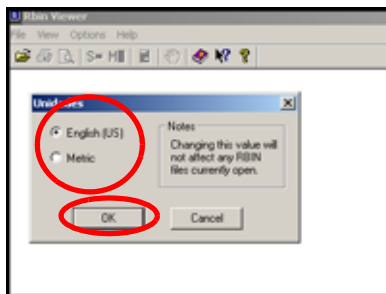 Rbin Viewer
File View Options Help
S= M
Unidades
English (US)
Metric
Notes
Changing this value will
not affect any RBIN
files currently open.
OK
Cancel